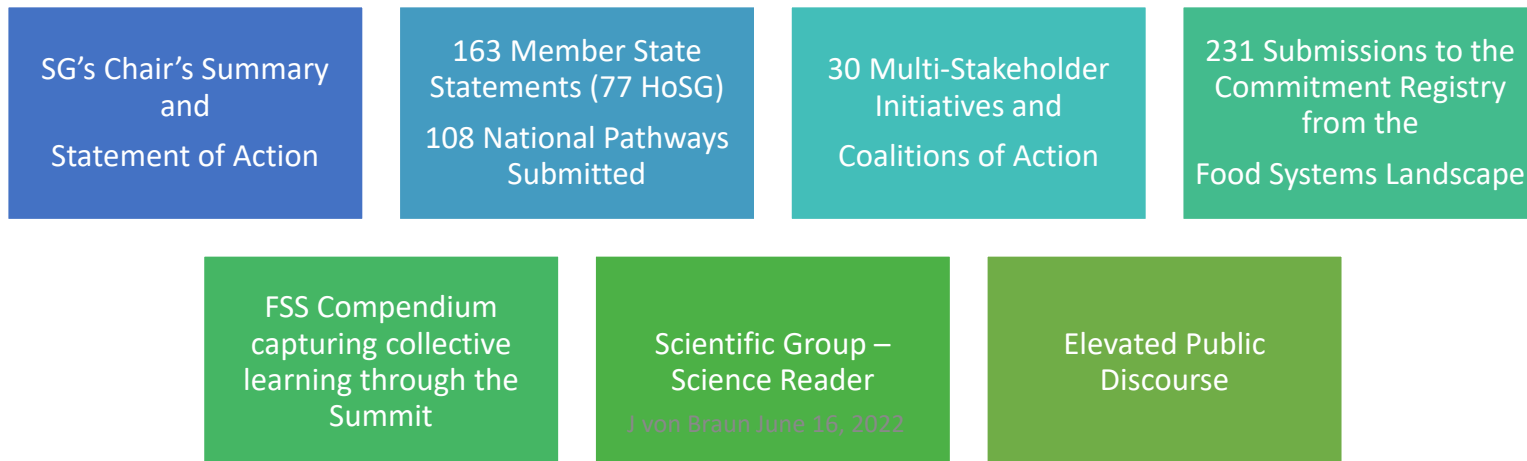 SG’s Chair’s Summary
and
Statement of Action
163 Member State
Statements (77 HoSG)
108 National Pathways
Submitted
30 Multi-Stakeholder
Initiatives and
Coalitions of Action
231 Submissions to the
Commitment Registry
from the
Food Systems Landscape
FSS Compendium
capturing collective
learning through the
Summit
Scientific Group –
Science Reader
J von Braun June 16, 2022
Elevated Public
Discourse